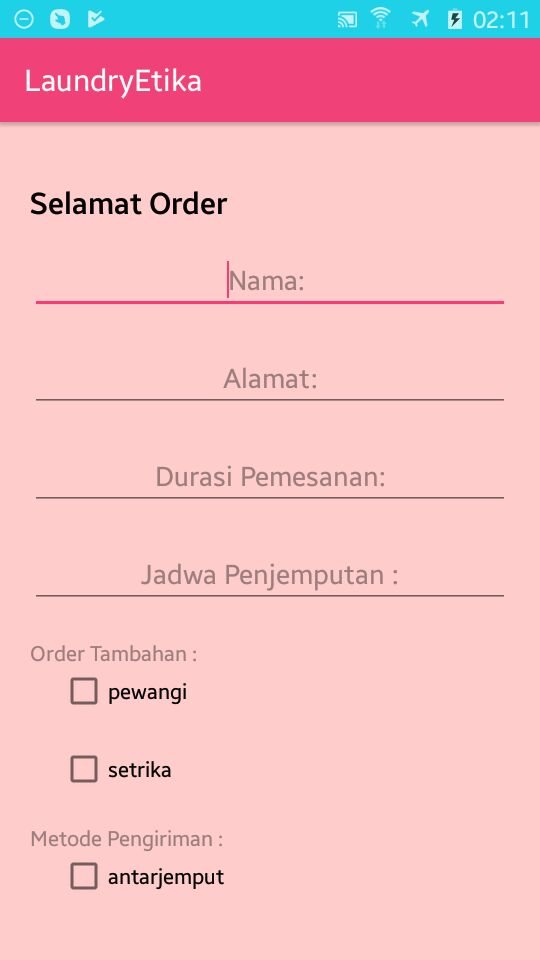 02:11
LaundryEtika
Selamat Order
Nama:
Alamat:
Durasi Pemesanan:
Jadwa Penjemputan :
Order Tambahan :
pewangi
setrika
Metode Pengiriman :
antarjemput